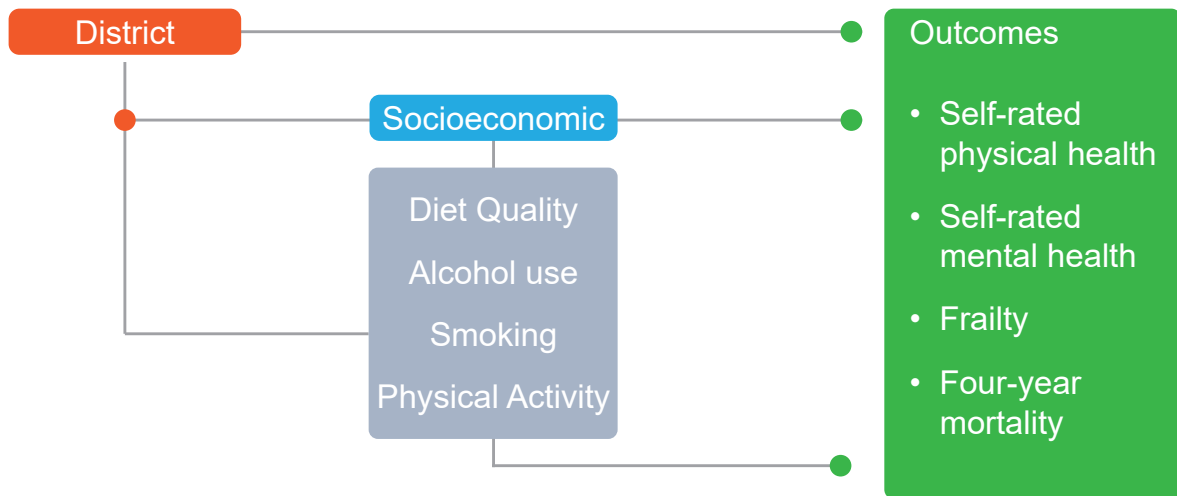 District
Socioeconomic
Diet Quality
Alcohol use
Smoking
Physical Activity
Outcomes
• Self-rated
physical health
• Self-rated
mental health
• Frailty
• Four-year
mortality